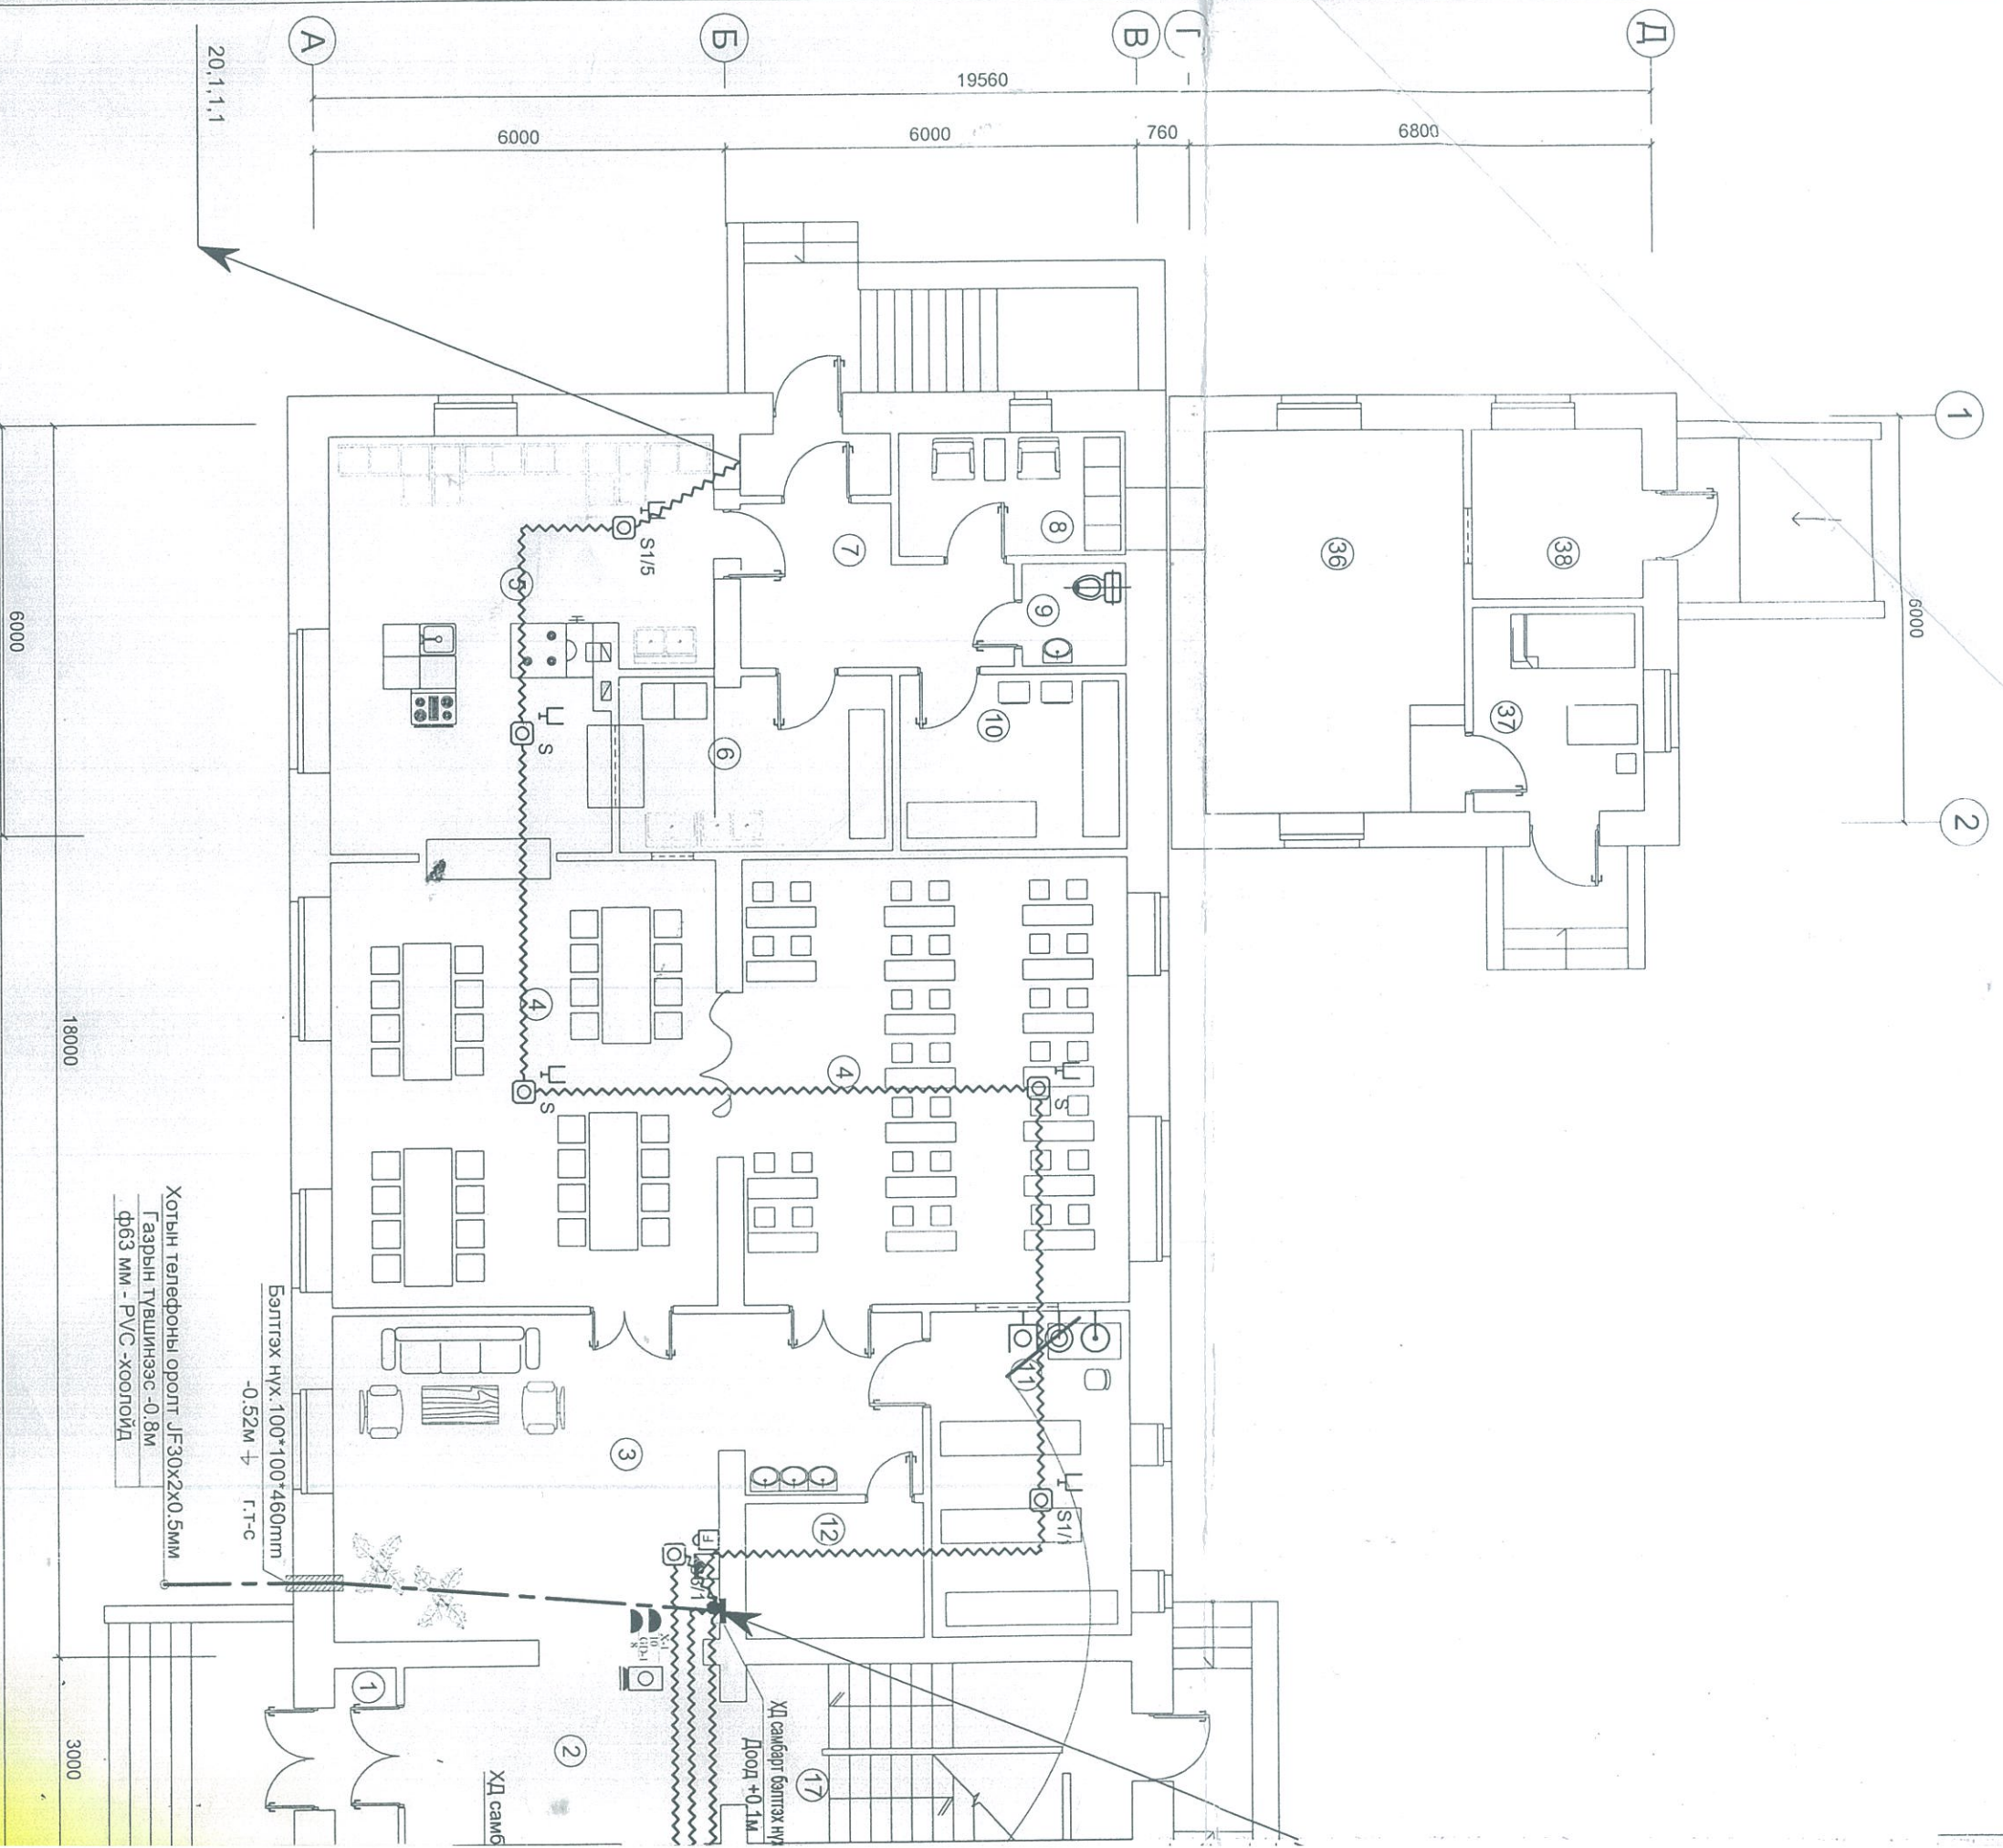 А
Б
В
Г
Д
20,1,1,1
19560
6000
6000
760
6800
1
6000
2
36
38
37
8
7
9
S1/5
5
10
6
S
6000
4
4
S
S
18000
11
3
S1/1
12
F
Хотын телефоны оролт JF30x2x0.5мм
Газрын түвшинээс -0.8м
ф63 мм - PVC -хоолойд
Бэлтгэх нүх.100*100*460mm
-0.52м
г.т-с
1
2
17
ХД самбарт бэлтгэх нүх
Доод +0.1м
ХД самб
3000